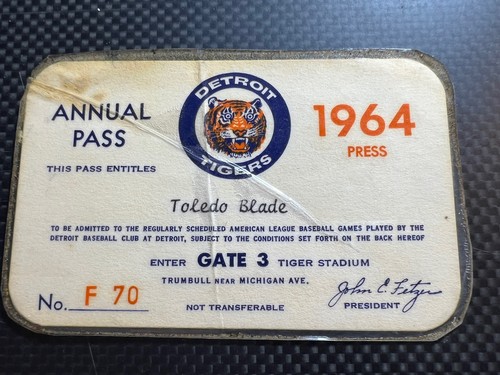 DETROIT
TIGERS
ANNUAL
PASS
1964
PRESS
THIS PASS ENTITLES
Toledo Blade
TO BE ADMITTED TO THE REGULARLY SCHEDULED AMERICAN LEAGUE BASEBALL GAMES PLAYED BY THE
DETROIT BASEBALL CLUB AT DETROIT, SUBJECT TO THE CONDITIONS SET FORTH ON THE BACK HEREOF
ENTER GATE 3 TIGER STADIUM
TRUMBULL NEAR MICHIGAN AVE.
No. F 70
NOT TRANSFERABLE
John E. Fetzer
PRESIDENT